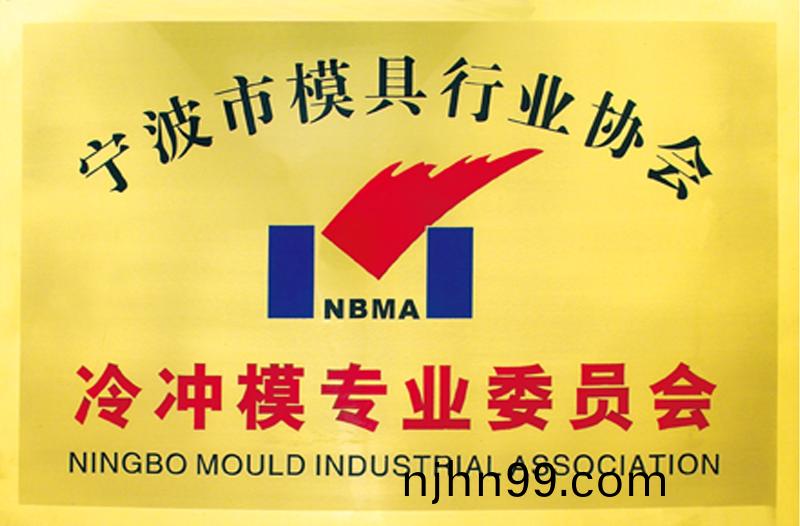 宁波市模具行业协会
NBMA
冷冲模专业委员会
NINGBO MOULD INDUSTRIAL ASSOCIATION
njhn99.com